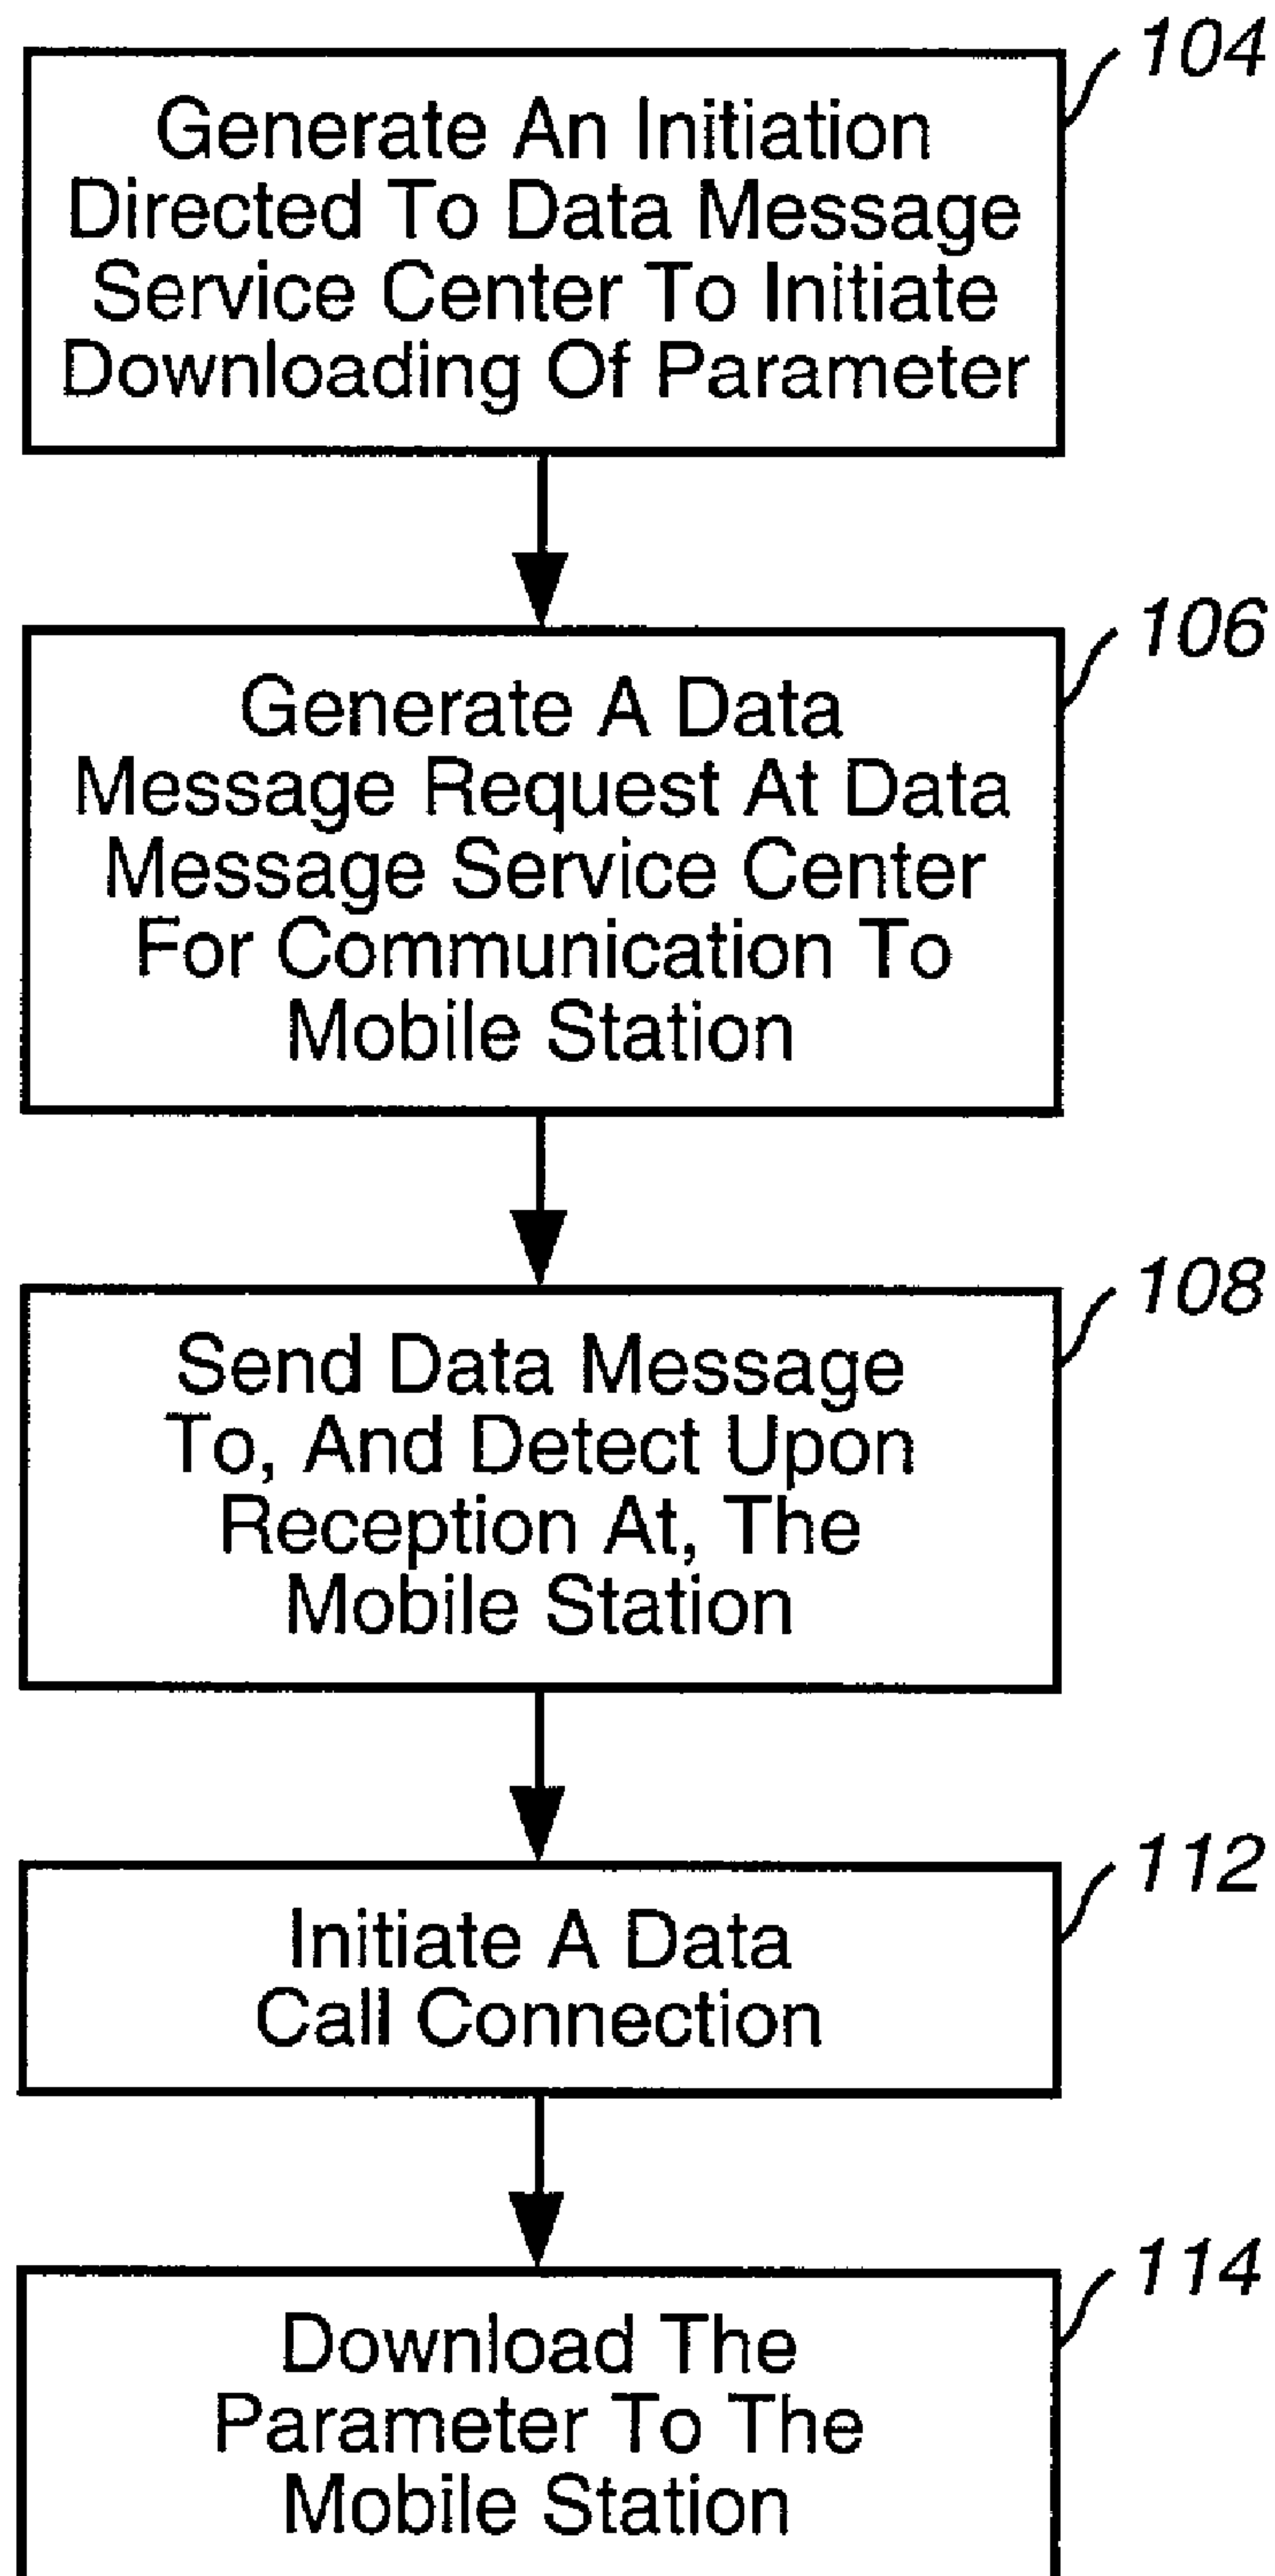 104
Generate An Initiation
Directed To Data Message
Service Center To Initiate
Downloading Of Parameter
106
Generate A Data
Message Request At Data
Message Service Center
For Communication To
Mobile Station
108
Send Data Message
To, And Detect Upon
Reception At, The
Mobile Station
112
Initiate A Data
Call Connection
114
Download The
Parameter To The
Mobile Station